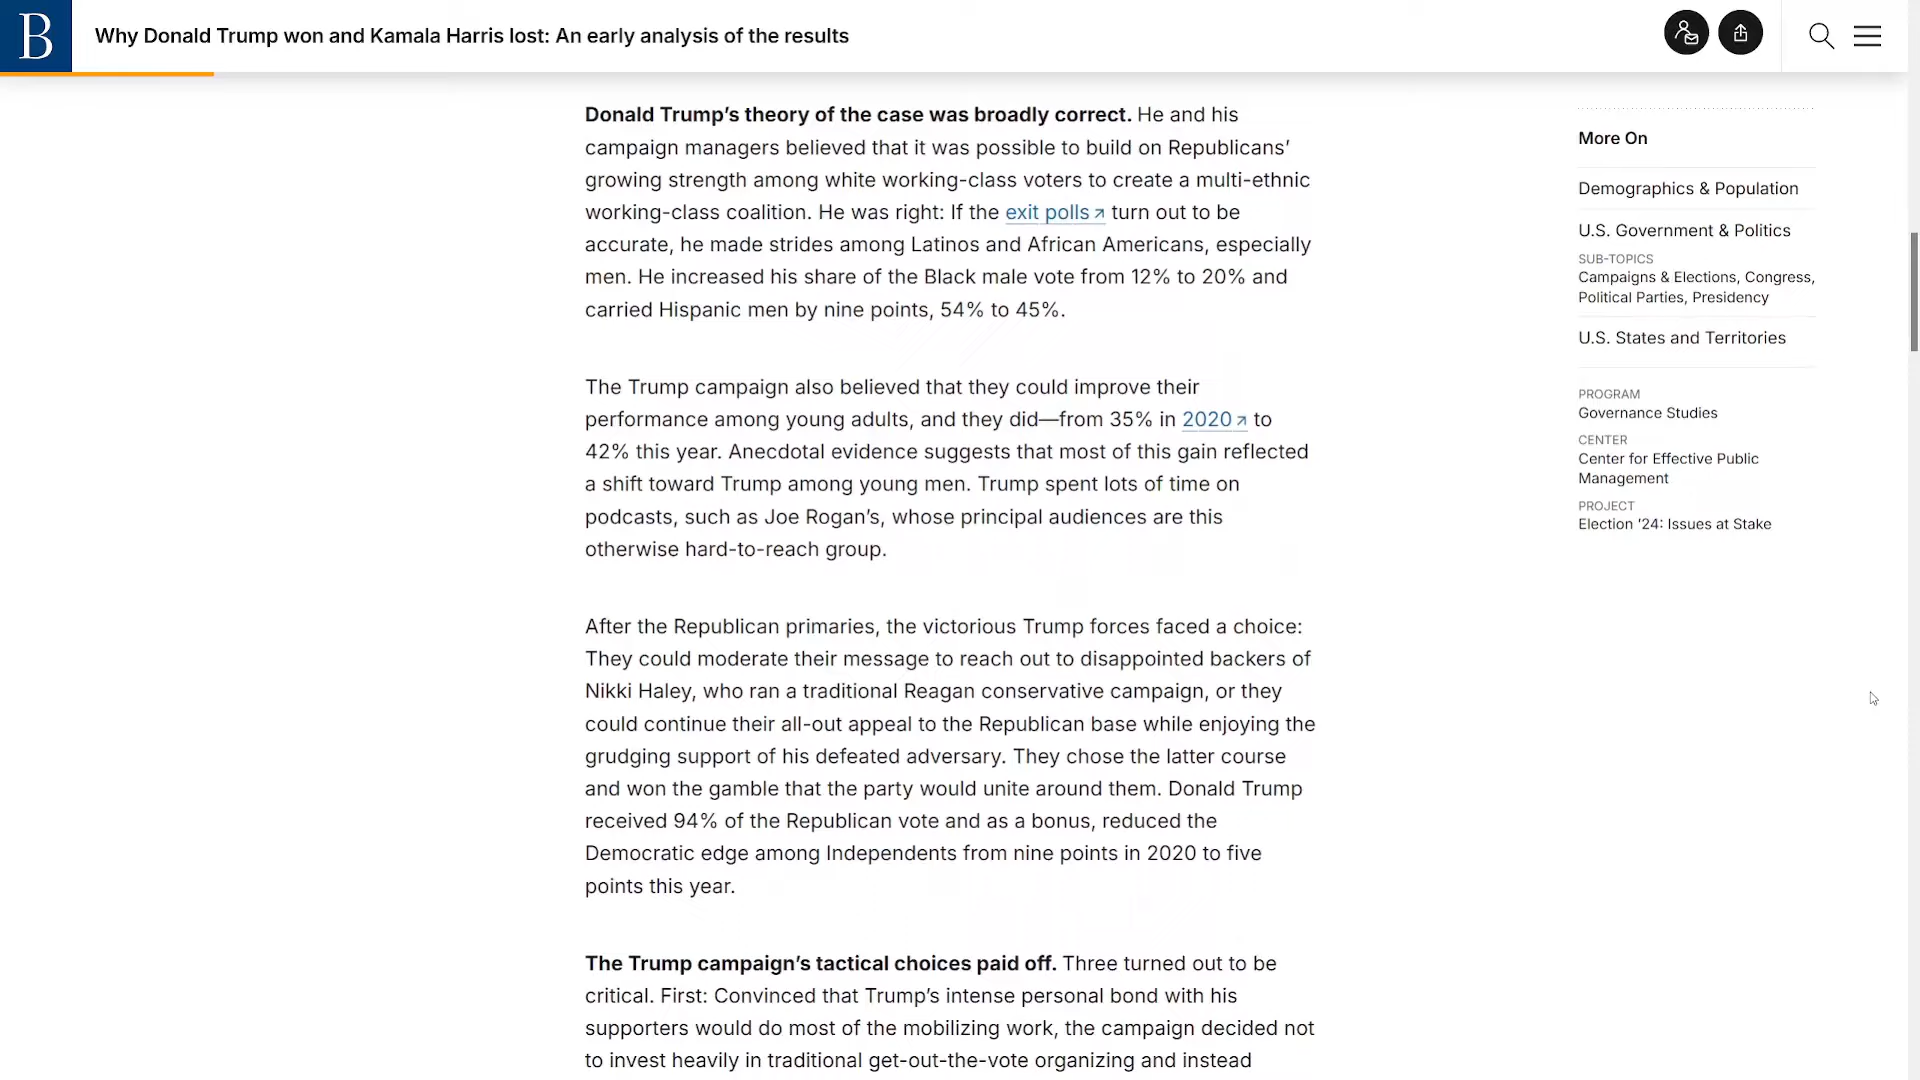 B
Why Donald Trump won and Kamala Harris lost: An early analysis of the results
Donald Trump’s theory of the case was broadly correct. He and his
campaign managers believed that it was possible to build on Republicans’
growing strength among white working-class voters to create a multi-ethnic
working-class coalition. He was right: If the exit polls turn out to be
accurate, he made strides among Latinos and African Americans, especially
men. He increased his share of the Black male vote from 12% to 20% and
carried Hispanic men by nine points, 54% to 45%.
The Trump campaign also believed that they could improve their
performance among young adults, and they did—from 35% in 2020 to
42% this year. Anecdotal evidence suggests that most of this gain reflected
a shift toward Trump among young men. Trump spent lots of time on
podcasts, such as Joe Rogan’s, whose principal audiences are this
otherwise hard-to-reach group.
After the Republican primaries, the victorious Trump forces faced a choice:
They could moderate their message to reach out to disappointed backers of
Nikki Haley, who ran a traditional Reagan conservative campaign, or they
could continue their all-out appeal to the Republican base while enjoying the
grudging support of his defeated adversary. They chose the latter course
and won the gamble that the party would unite around them. Donald Trump
received 94% of the Republican vote and as a bonus, reduced the
Democratic edge among Independents from nine points in 2020 to five
points this year.
The Trump campaign’s tactical choices paid off. Three turned out to be
critical. First: Convinced that Trump’s intense personal bond with his
supporters would do most of the mobilizing work, the campaign decided not
to invest heavily in traditional get-out-the-vote organizing and instead
More On
Demographics & Population
U.S. Government & Politics
SUB-TOPICS
Campaigns & Elections, Congress,
Political Parties, Presidency
U.S. States and Territories
PROGRAM
Governance Studies
CENTER
Center for Effective Public
Management
PROJECT
Election ’24: Issues at Stake